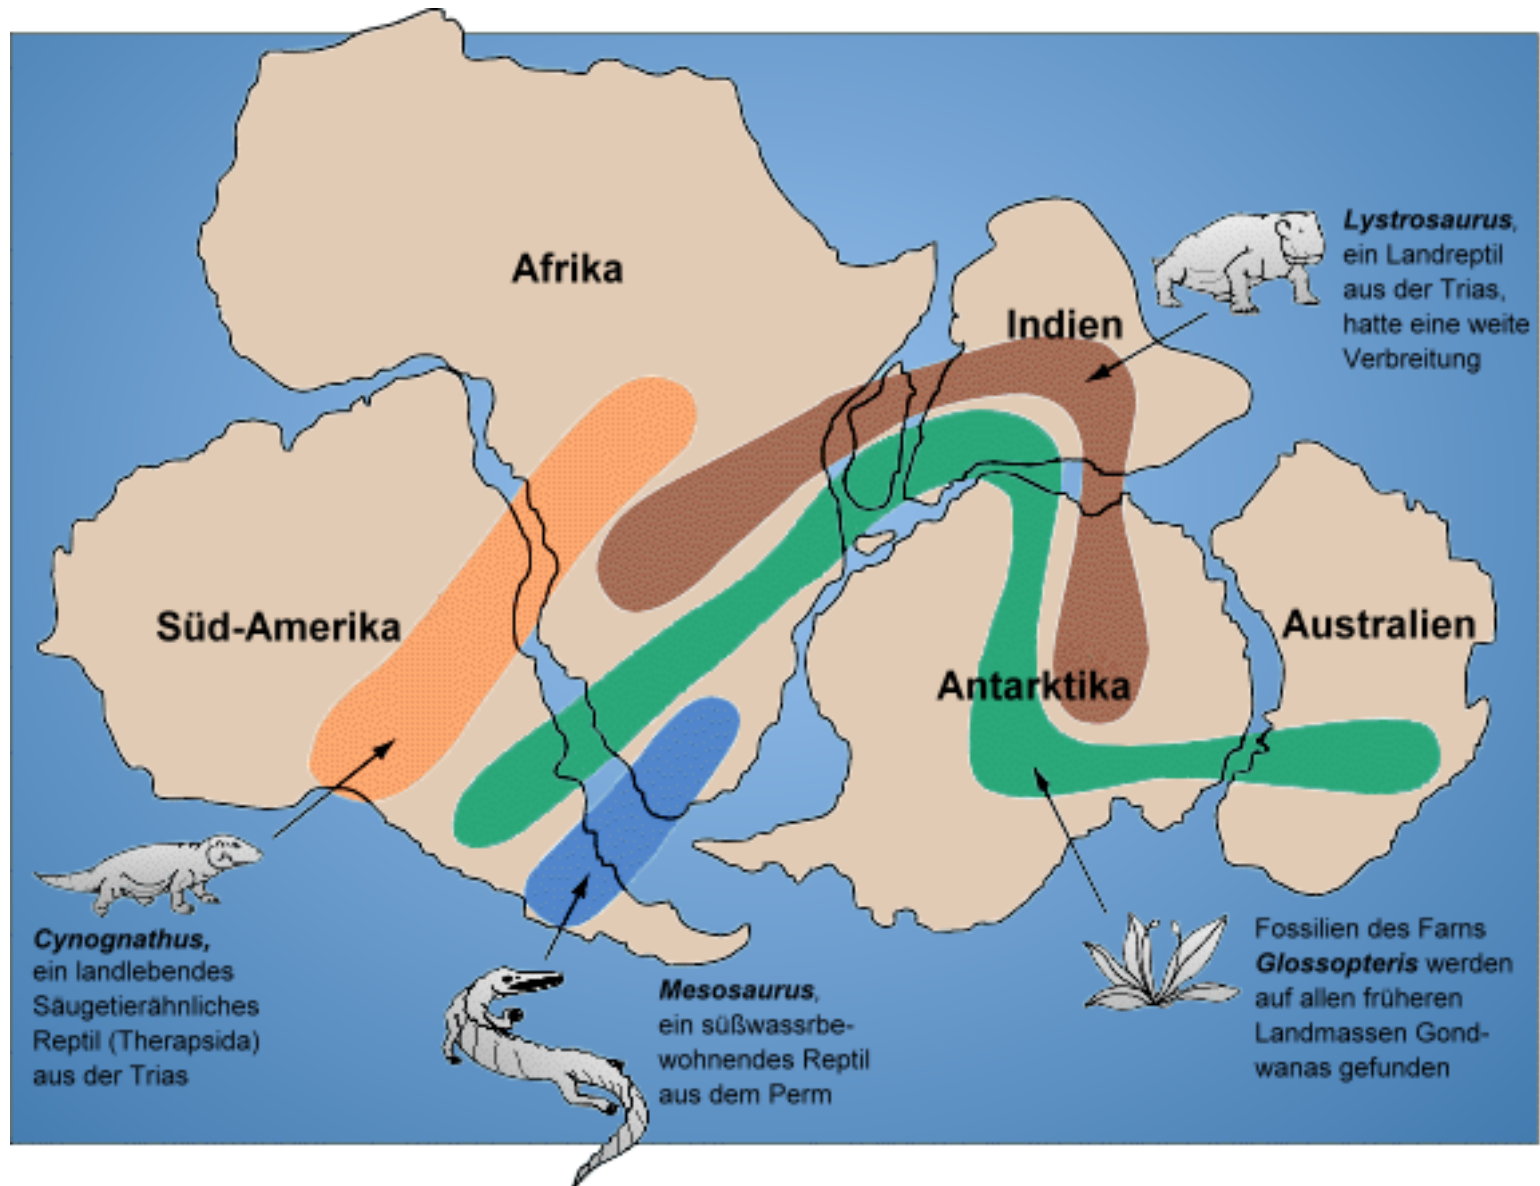 Afrika
Indien
Süd-Amerika
Antarktika
Australien
Lystrosaurus,
ein Landreptil
aus der Trias,
hatte eine weite
Verbreitung
Cynognathus,
ein landlebendes
Säugetierähnliches
Reptil (Therapsida)
aus der Trias
Mesosaurus,
ein süßwassrbe-
wohnendes Reptil
aus dem Perm
Fossilien des Farns
Glossopteris werden
auf allen früheren
Landmassen Gond-
wanas gefunden